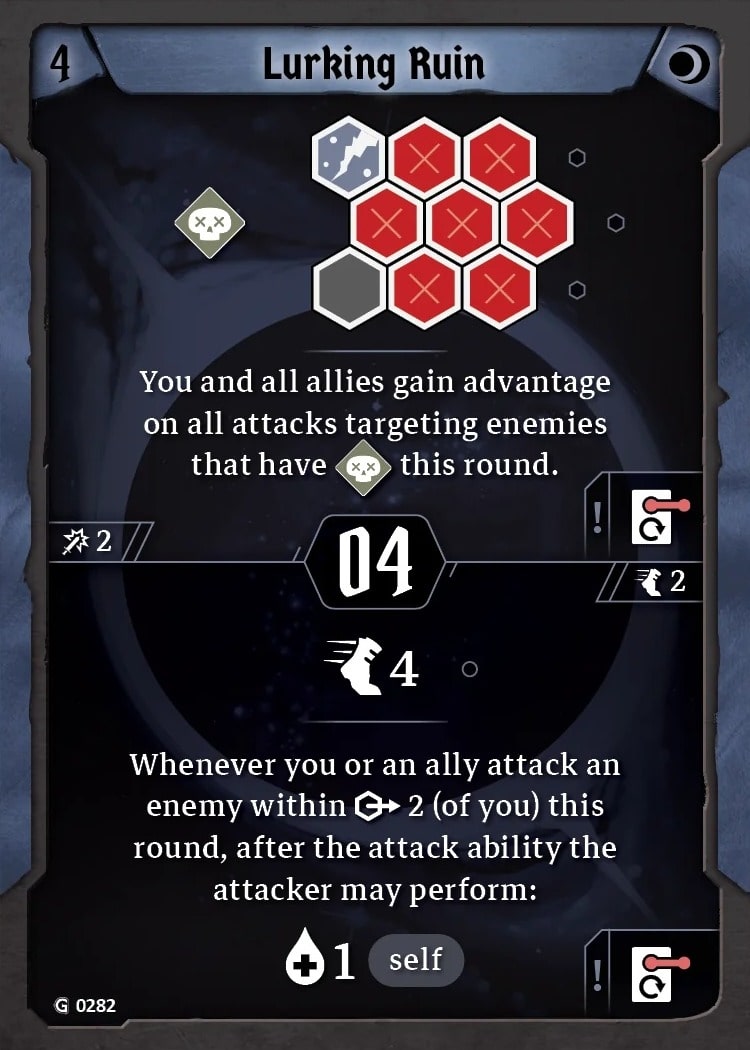 4
Lurking Ruin
You and all allies gain advantage
on all attacks targeting enemies
that have this round.
2
04
2
4
Whenever you or an ally attack an
enemy within 2 (of you) this
round, after the attack ability the
attacker may perform:
1 self
G 0282